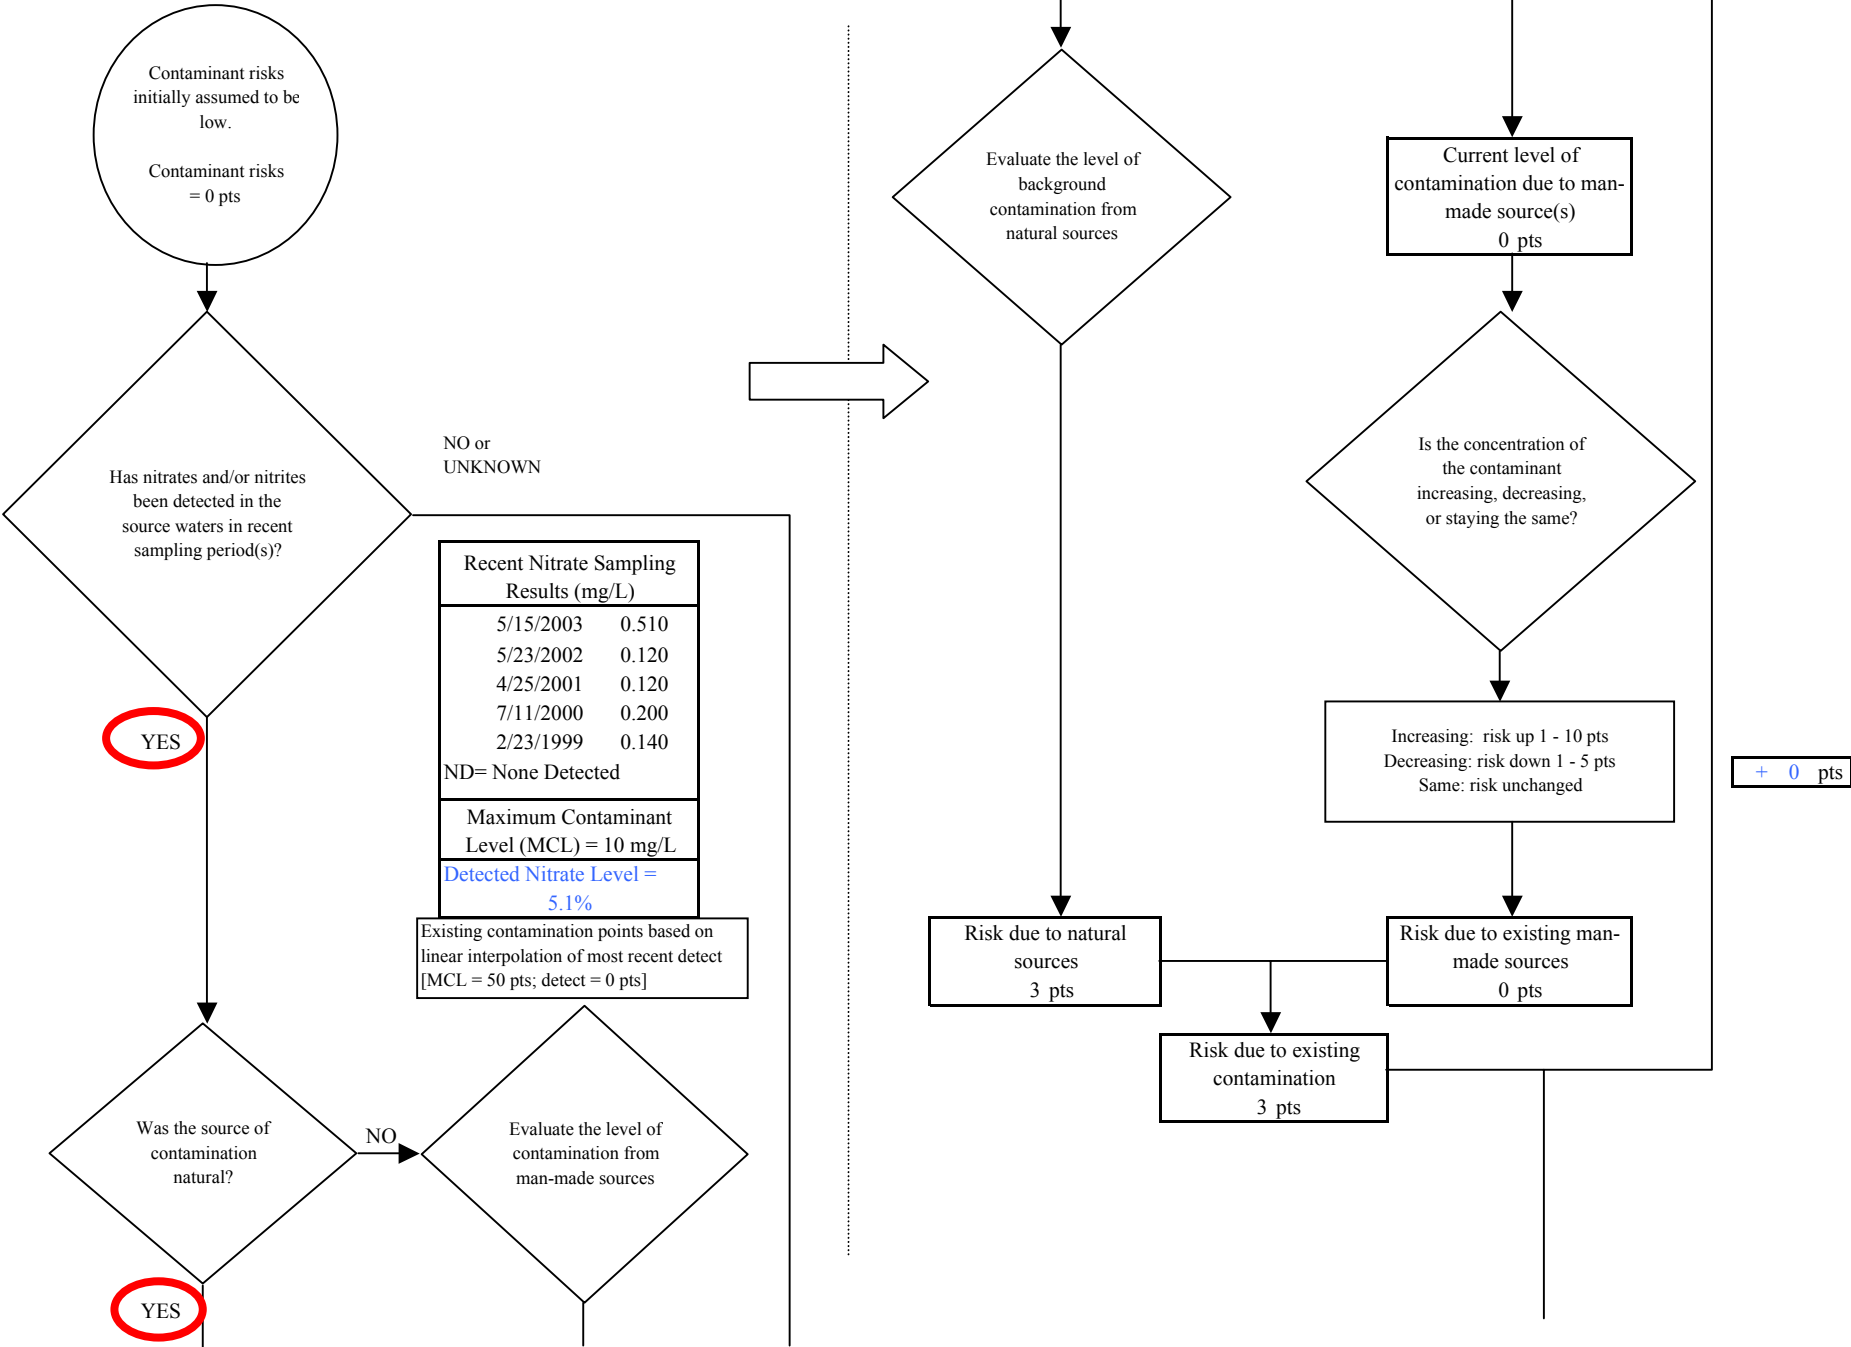 Contaminant risks
initially assumed to be
low.
Contaminant risks
= 0 pts
Has nitrates and/or nitrites
been detected in the
source waters in recent
sampling period(s)?
NO or
UNKNOWN
YES
Recent Nitrate Sampling
Results (mg/L)
5/15/2003 0.510
5/23/2002 0.120
4/25/2001 0.120
7/11/2000 0.200
2/23/1999 0.140
ND= None Detected
Maximum Contaminant
Level (MCL) = 10 mg/L
Detected Nitrate Level =
5.1%
Existing contamination points based on
linear interpolation of most recent detect
[MCL = 50 pts; detect = 0 pts]
Was the source of
contamination
natural?
NO
Evaluate the level of
contamination from
man-made sources
YES
Evaluate the level of
background
contamination from
natural sources
Current level of
contamination due to man-
made source(s)
0 pts
Is the concentration of
the contaminant
increasing, decreasing,
or staying the same?
Increasing: risk up 1 - 10 pts
Decreasing: risk down 1 - 5 pts
Same: risk unchanged
+ 0 pts
Risk due to natural
sources
3 pts
Risk due to existing man-
made sources
0 pts
Risk due to existing
contamination
3 pts